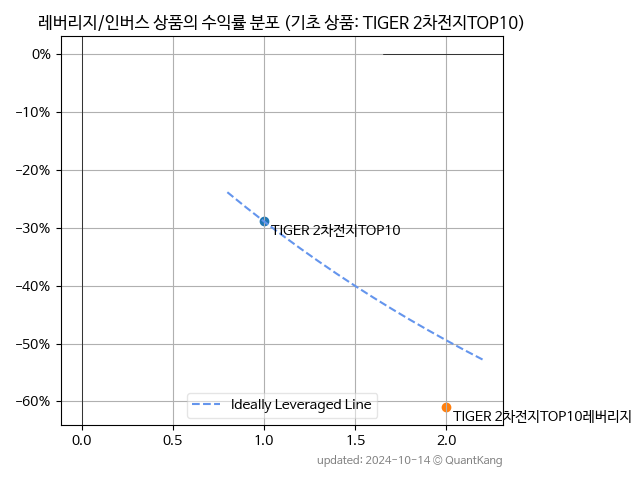 레버리지/인버스 상품의 수익률 분포 (기초 상품: TIGER 2차전지TOP10)
0%
-10%
-20%
-30%
-40%
-50%
-60%
TIGER 2차전지TOP10
Ideally Leveraged Line
TIGER 2차전지TOP10레버리지
0.0 0.5 1.0 1.5 2.0
updated: 2024-10-14 © QuantKang